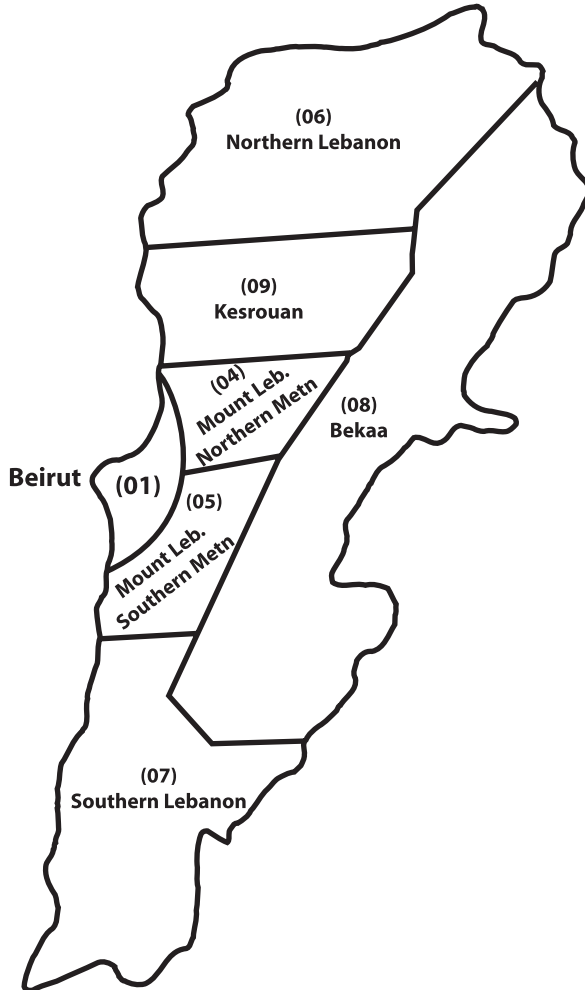 (06)
Northern Lebanon
(09)
Kesrouan
(04)
Mount Leb.
Northern Metn
(08)
Bekaa
Beirut
(01)
(05)
Mount Leb.
Southern Metn
(07)
Southern Lebanon